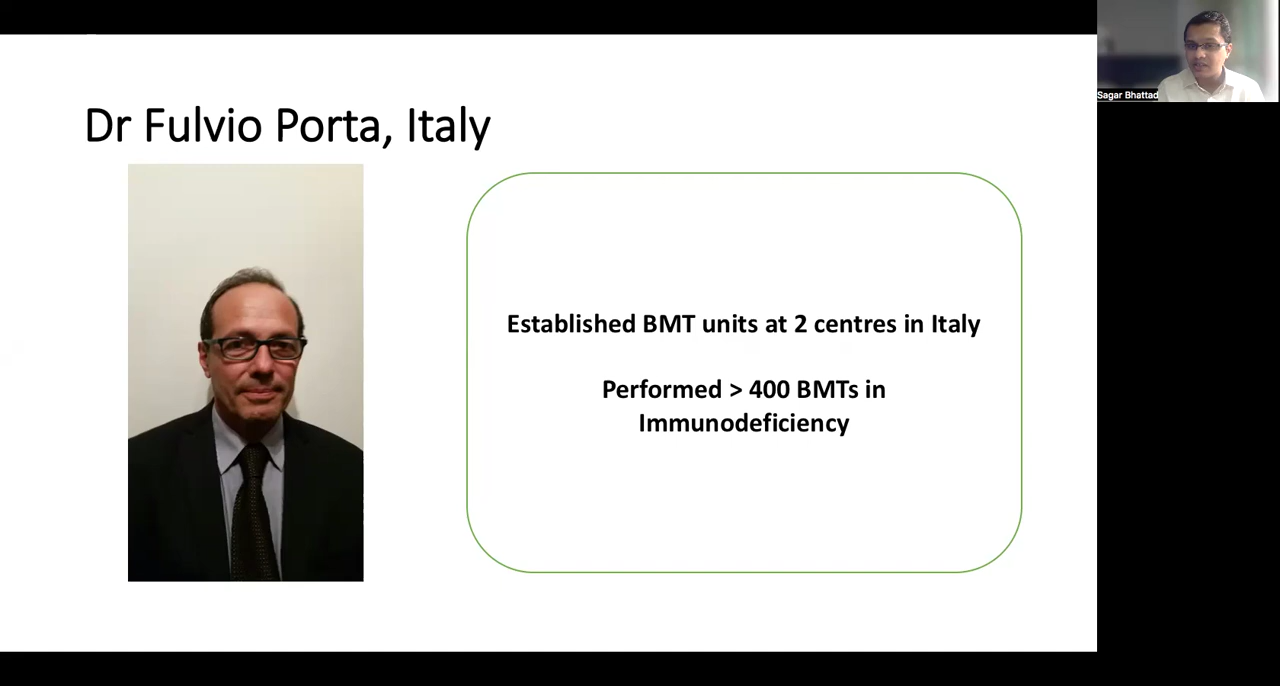 Dr Fulvio Porta, Italy
Established BMT units at 2 centres in Italy
Performed > 400 BMTs in
Immunodeficiency
Sagar Bhattad